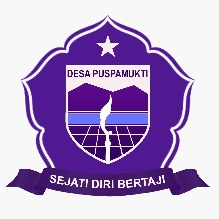 DESA PUSPAMUKTI
SEJATI DIRI BERTAJI